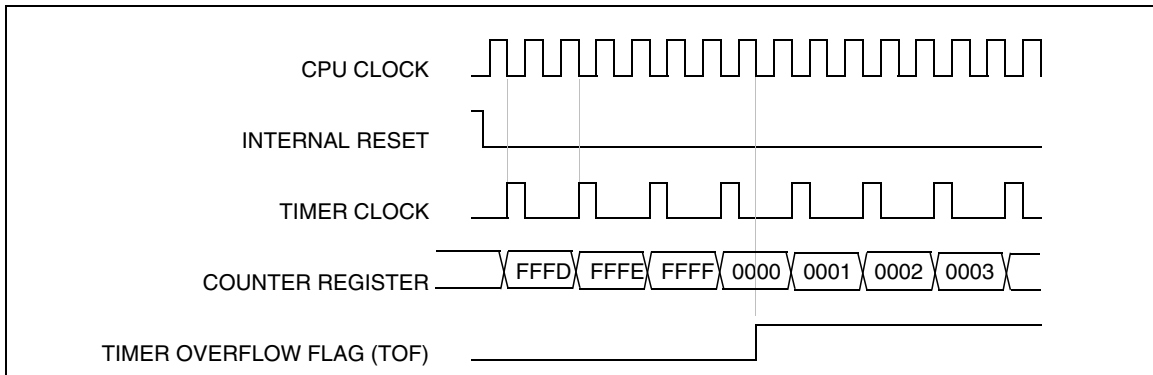 CPU CLOCK
INTERNAL RESET
TIMER CLOCK
COUNTER REGISTER
FFFD FFFE FFFF 0000 0001 0002 0003
TIMER OVERFLOW FLAG (TOF)